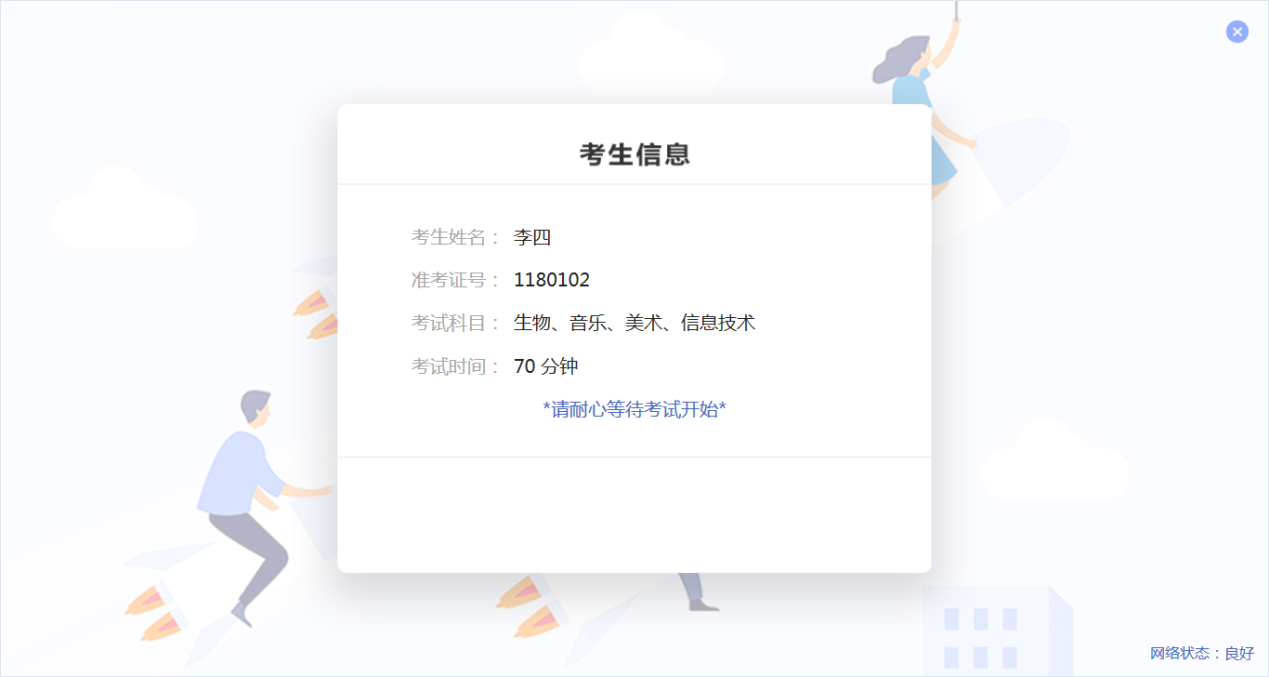 考生信息
考生姓名： 李四
准考证号： 1180102
考试科目： 生物、音乐、美术、信息技术
考试时间： 70 分钟
*请耐心等待考试开始*
网络状态：良好